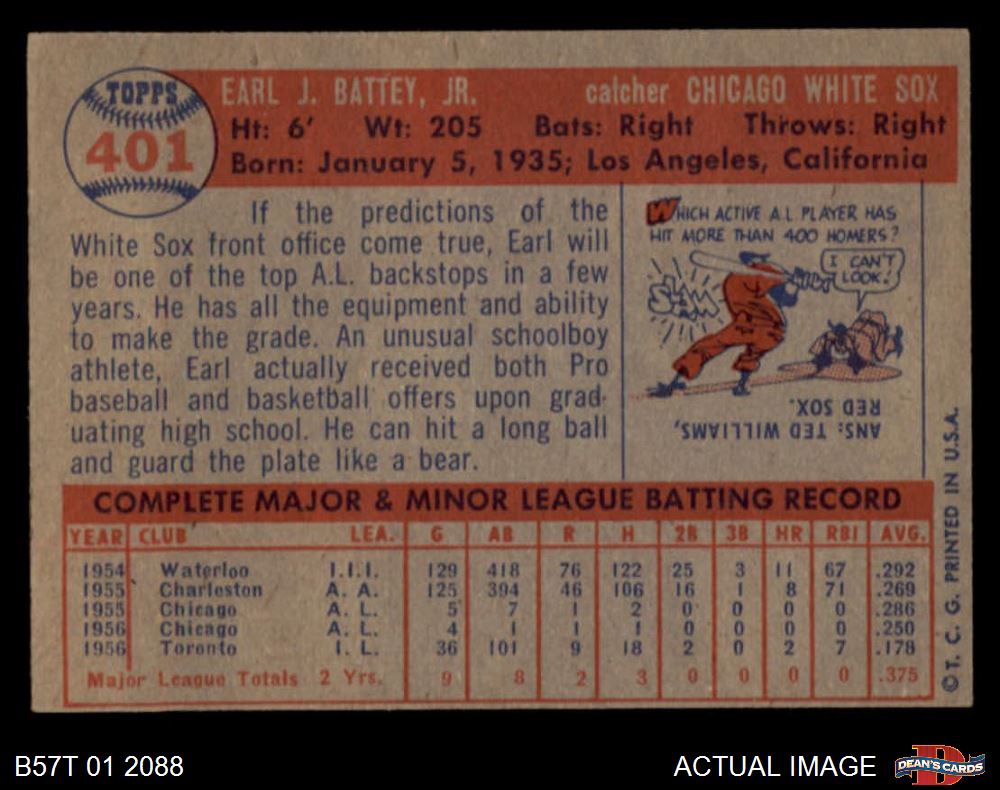 TOPPS
401
EARL J. BATTEY, JR. catcher CHICAGO WHITE SOX
Ht: 6' Wt: 205 Bats: Right Throws: Right
Born: January 5, 1935; Los Angeles, California
If the predictions of the
White Sox front office come true, Earl will
be one of the top A.L. backstops in a few
years. He has all the equipment and ability
to make the grade. An unusual schoolboy
athlete, Earl actually received both Pro
baseball and basketball offers upon grad-
uating high school. He can hit a long ball
and guard the plate like a bear.
WHICH ACTIVE A.L. PLAYER HAS
HIT MORE THAN 400 HOMERS?
I CAN'T
LOOK!
SLAM
ANS: TED WILLIAMS,
RED SOX.
COMPLETE MAJOR & MINOR LEAGUE BATTING RECORD
YEAR CLUB LEA. G AB R H 2B 3B HR RBI AVG.
1954 Waterloo I.I.I. 129 418 76 122 25 3 11 67 .292
1955 Charleston A. A. 125 394 46 106 16 1 8 71 .269
1955 Chicago A. L. 5 7 1 2 0 0 0 0 .286
1956 Chicago A. L. 4 1 1 1 0 0 0 0 .250
1956 Toronto I. L. 36 101 9 18 2 0 2 7 .178
Major League Totals 2 Yrs. 9 8 2 3 0 0 0 0 .375
© T. C. G. PRINTED IN U.S.A.
B57T 01 2088
ACTUAL IMAGE
D
DEAN'S CARDS